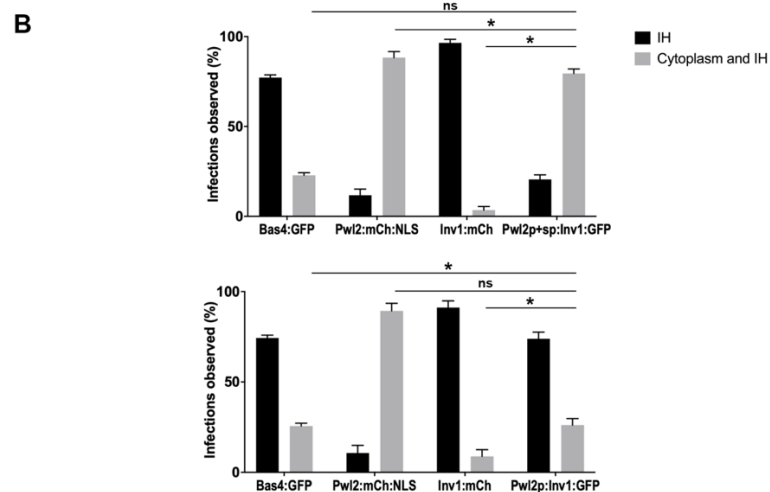 B
ns
*
*
IH
Cytoplasm and IH
Infections observed (%)
100
50
0
Bas4:GFP Pwl2:mCh:NLS Inv1:mCh Pwl2p+sp:Inv1:GFP
*
ns
*
Infections observed (%)
100
50
0
Bas4:GFP Pwl2:mCh:NLS Inv1:mCh Pwl2p:Inv1:GFP